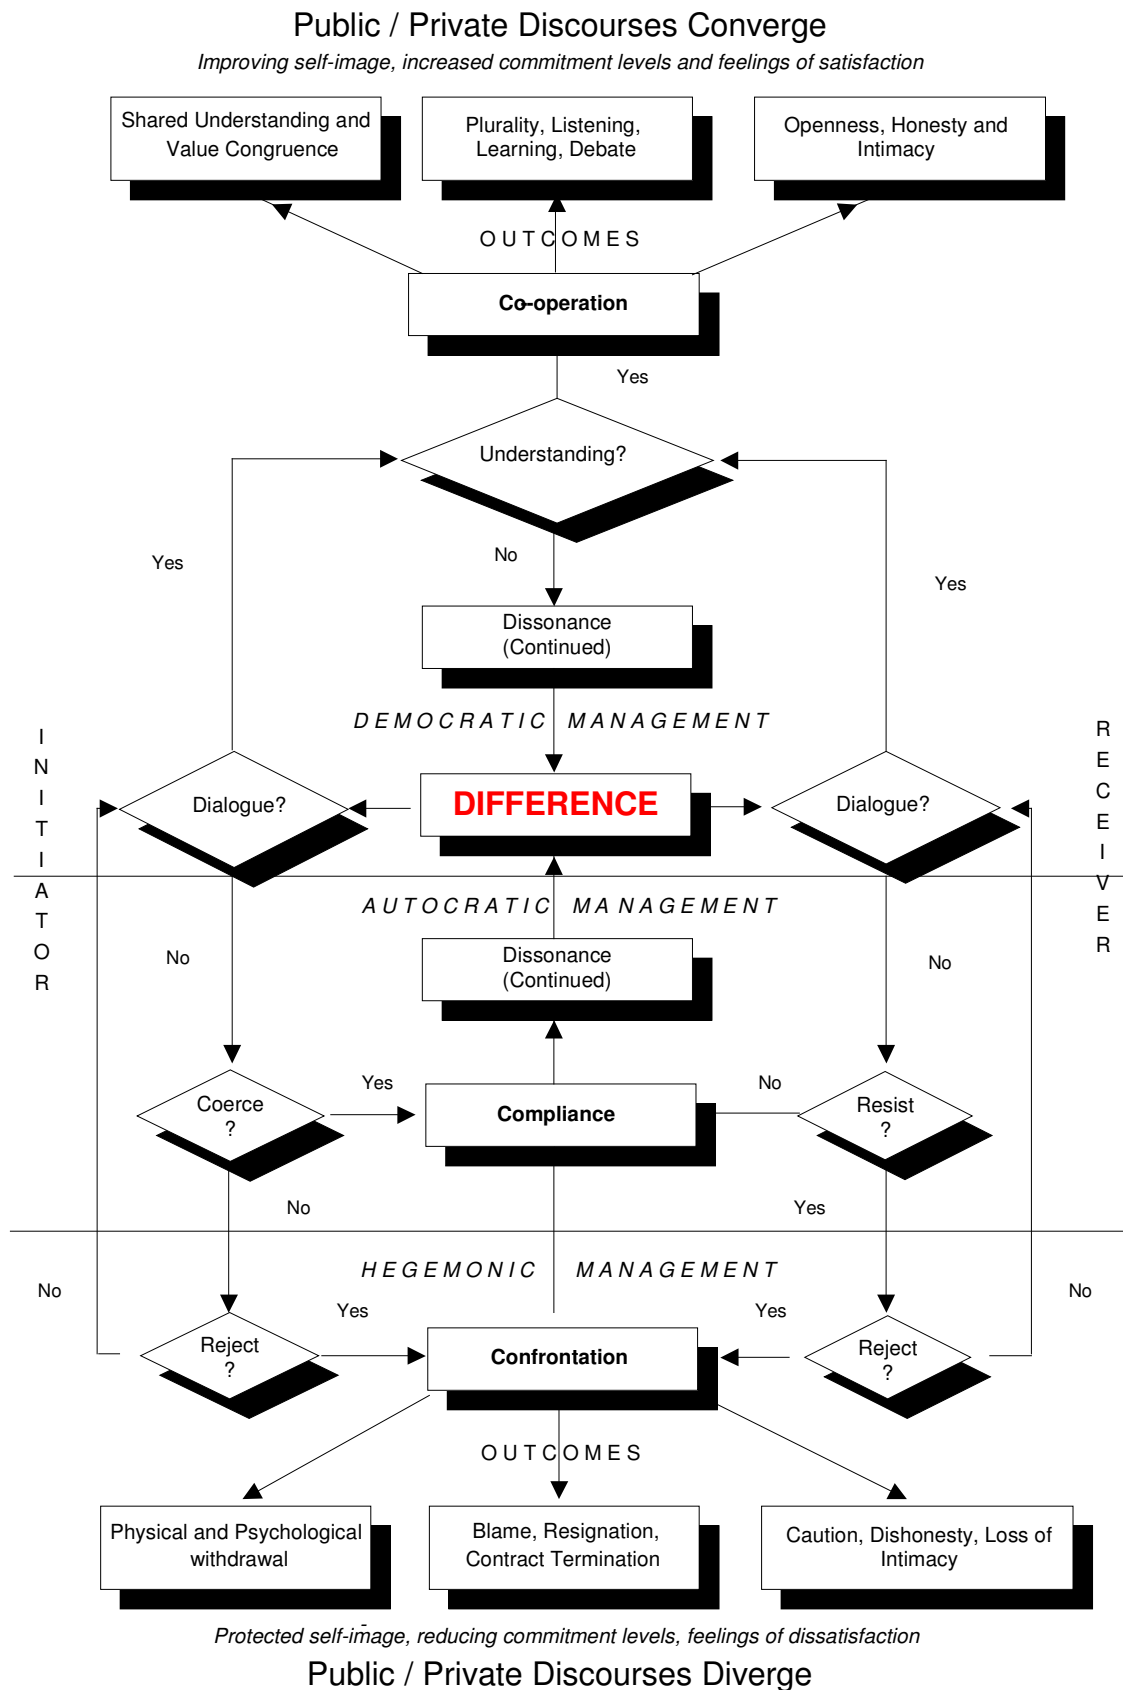 Public / Private Discourses Converge
Improving self-image, increased commitment levels and feelings of satisfaction
Shared Understanding and
Value Congruence
Plurality, Listening,
Learning, Debate
Openness, Honesty and
Intimacy
OUTCOMES
Co-operation
Yes
Understanding?
No
Yes
Yes
Dissonance
(Continued)
DEMOCRATIC MANAGEMENT
INITIATOR
RECEIVER
Dialogue?
DIFFERENCE
Dialogue?
AUTOCRATIC MANAGEMENT
No
Dissonance
(Continued)
No
Coerce
?
Yes
Compliance
No
Resist
?
No
Yes
HEGEMONIC MANAGEMENT
No
Reject
?
Yes
Confrontation
Yes
Reject
?
No
OUTCOMES
Physical and Psychological
withdrawal
Blame, Resignation,
Contract Termination
Caution, Dishonesty, Loss of
Intimacy
Protected self-image, reducing commitment levels, feelings of dissatisfaction
Public / Private Discourses Diverge